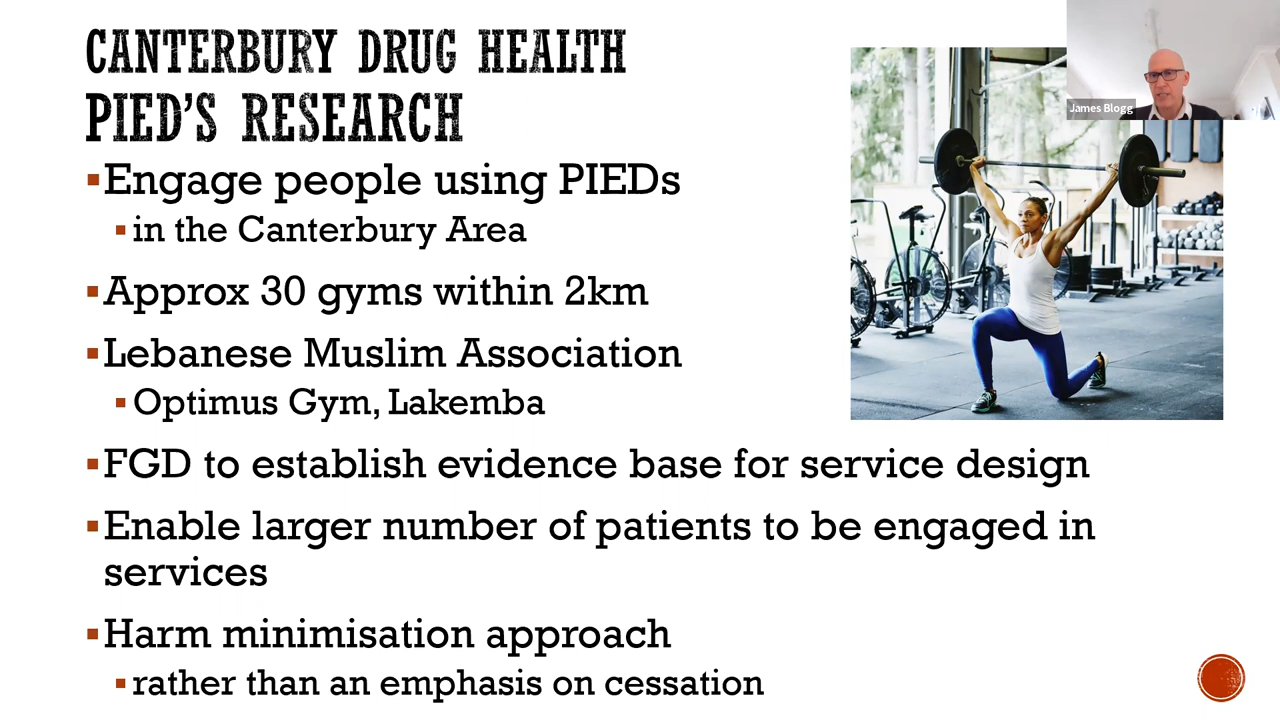 CANTERBURY DRUG HEALTH
PIED'S RESEARCH
James Blogg
Engage people using PIEDs
in the Canterbury Area
Approx 30 gyms within 2km
Lebanese Muslim Association
Optimus Gym, Lakemba
FGD to establish evidence base for service design
Enable larger number of patients to be engaged in
services
Harm minimisation approach
rather than an emphasis on cessation